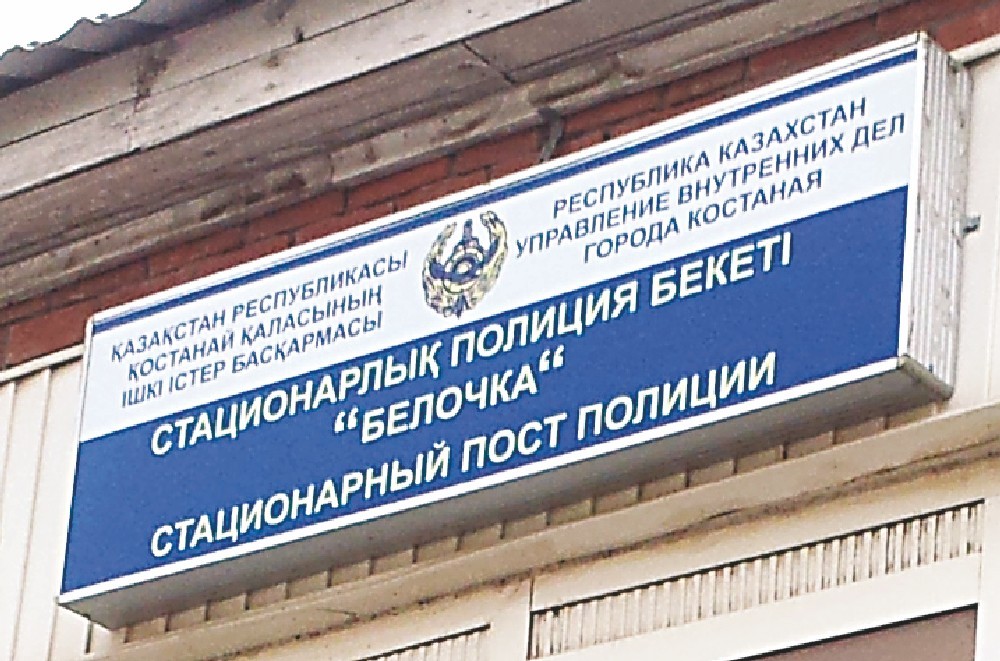 ҚАЗАҚСТАН РЕСПУБЛИКАСЫ
ҚОСТАНАЙ ҚАЛАСЫНЫҢ
ІШКІ ІСТЕР БАСҚАРМАСЫ
РЕСПУБЛИКА КАЗАХСТАН
УПРАВЛЕНИЕ ВНУТРЕННИХ ДЕЛ
ГОРОДА КОСТАНАЯ
СТАЦИОНАРЛЫҚ ПОЛИЦИЯ БЕКЕТІ
“БЕЛОЧКА“
СТАЦИОНАРНЫЙ ПОСТ ПОЛИЦИИ